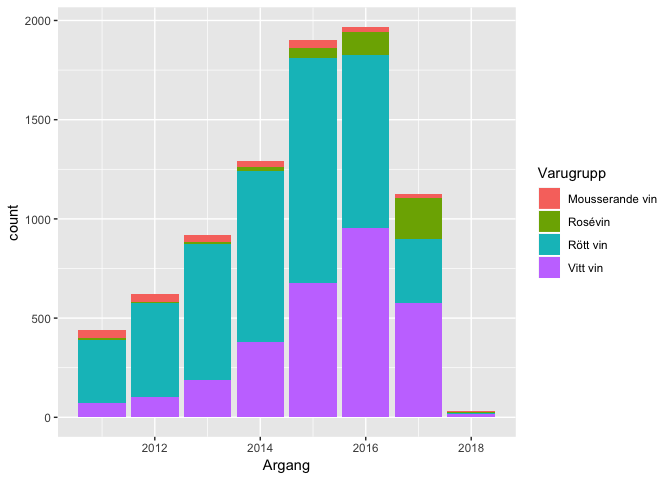 2000
1500
1000
500
0
count
2012
2014
2016
2018
Argang
Varugrupp
Mousserande vin
Rosévin
Rött vin
Vitt vin